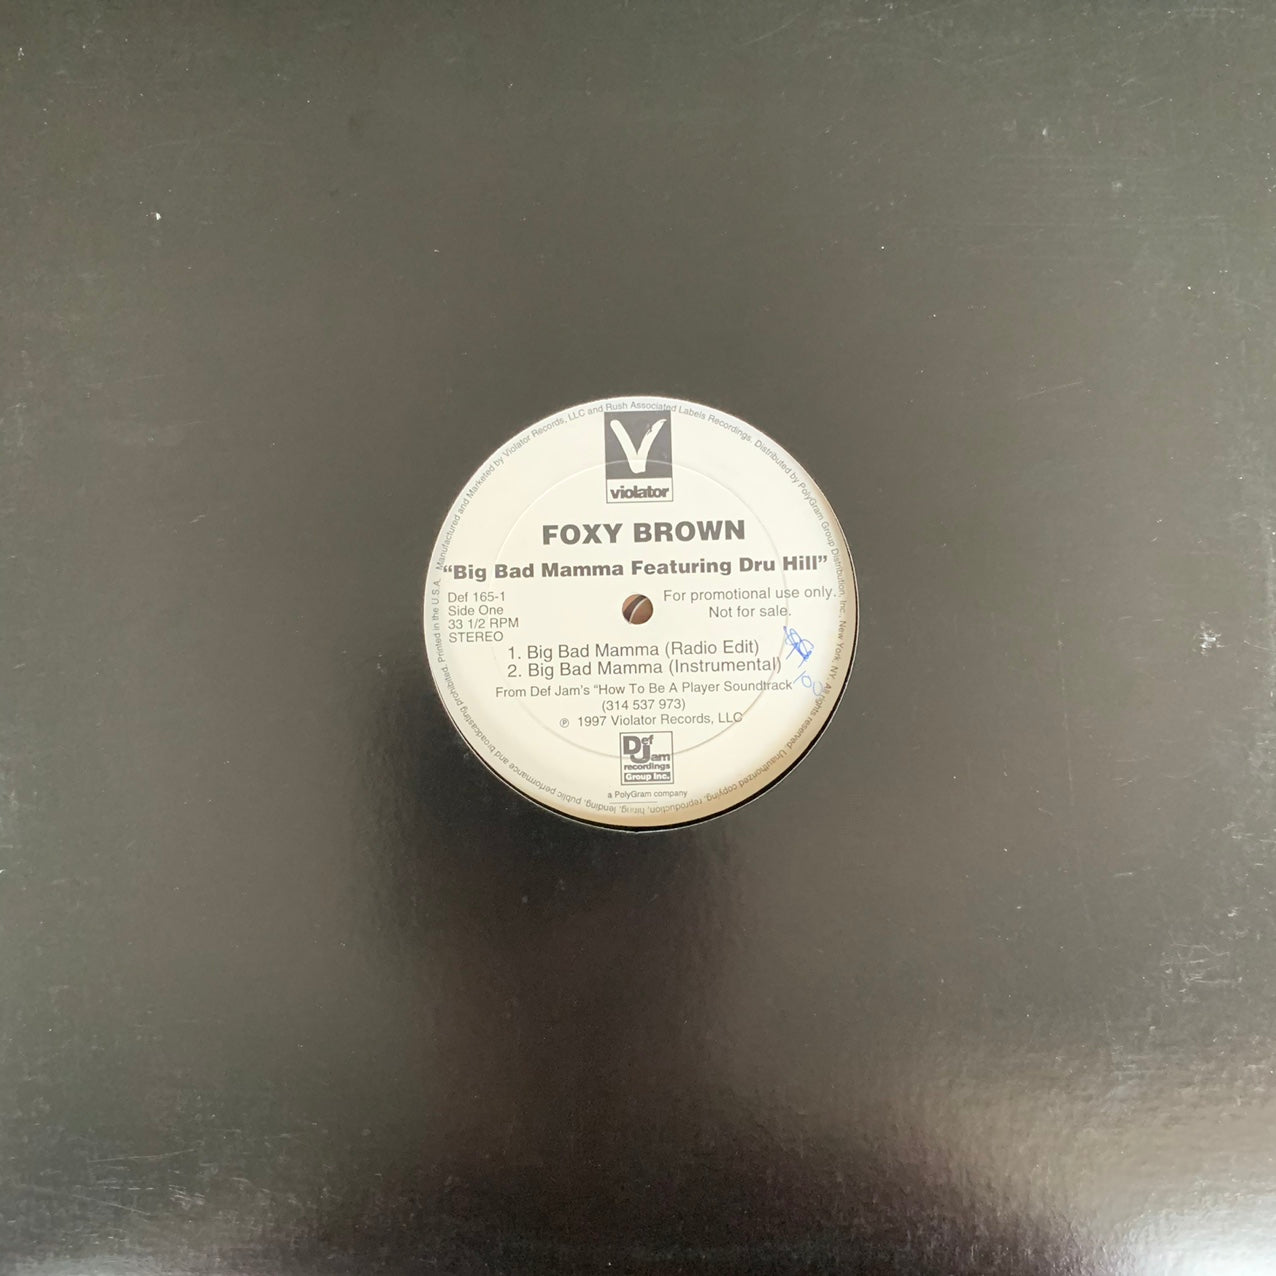 Manufactured and Marketed by Violator Records, LLC and Rush Associated Labels Recordings. Distributed by PolyGram Group Distribution, Inc., New York, NY. All rights reserved. Unauthorized copying, reproduction, hiring, lending, public performance and broadcasting prohibited. Printed in the U.S.A.
V
violator
FOXY BROWN
“Big Bad Mamma Featuring Dru Hill”
Def 165-1
Side One
33 1/2 RPM
STEREO
For promotional use only.
Not for sale.
1. Big Bad Mamma (Radio Edit)
2. Big Bad Mamma (Instrumental)
From Def Jam's “How To Be A Player Soundtrack
(314 537 973)
℗ 1997 Violator Records, LLC
Def
Jam
recordings
Group Inc.
a PolyGram company